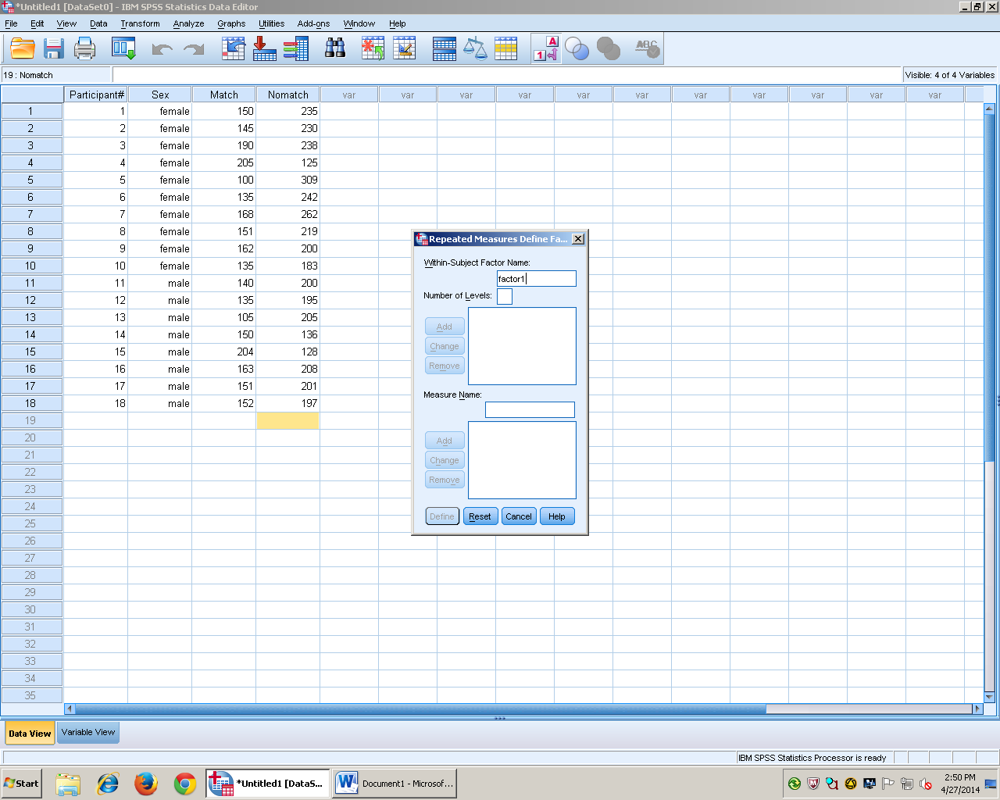 *Untitled1 [DataSet0] - IBM SPSS Statistics Data Editor
File Edit View Data Transform Analyze Graphs Utilities Add-ons Window Help
A
1
ABC
19 : Nomatch
Visible: 4 of 4 Variables
Participant# Sex Match Nomatch var var var var var var var var var var var
1 1 female 150 235
2 2 female 145 230
3 3 female 190 238
4 4 female 205 125
5 5 female 100 309
6 6 female 135 242
7 7 female 168 262
8 8 female 151 219
9 9 female 162 200
10 10 female 135 183
11 11 male 140 200
12 12 male 135 195
13 13 male 105 205
14 14 male 150 136
15 15 male 204 128
16 16 male 163 208
17 17 male 151 201
18 18 male 152 197
19
20
21
22
23
24
25
26
27
28
29
30
31
32
33
34
35
Repeated Measures Define Fa...
Within-Subject Factor Name:
factor1
Number of Levels:
Add
Change
Remove
Measure Name:
Add
Change
Remove
Define Reset Cancel Help
Data View Variable View
IBM SPSS Statistics Processor is ready
Start
*Untitled1 [DataS...
Document1 - Microsof...
2:50 PM
4/27/2014